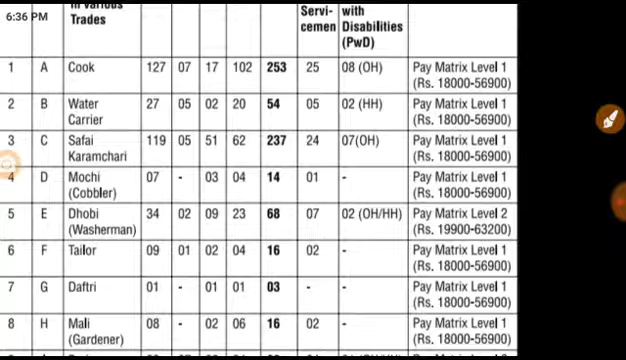 6:36 PM
in various
Trades
Servi-
cemen
with
Disabilities
(PwD)
1 A Cook 127 07 17 102 253 25 08 (OH) Pay Matrix Level 1
(Rs. 18000-56900)
2 B Water 27 05 02 20 54 05 02 (HH) Pay Matrix Level 1
Carrier (Rs. 18000-56900)
3 C Safai 119 05 51 62 237 24 07(OH) Pay Matrix Level 1
Karamchari (Rs. 18000-56900)
4 D Mochi 07 - 03 04 14 01 - Pay Matrix Level 1
(Cobbler) (Rs. 18000-56900)
5 E Dhobi 34 02 09 23 68 07 02 (OH/HH) Pay Matrix Level 2
(Washerman) (Rs. 19900-63200)
6 F Tailor 09 01 02 04 16 02 - Pay Matrix Level 1
(Rs. 18000-56900)
7 G Daftri 01 - 01 01 03 - - Pay Matrix Level 1
(Rs. 18000-56900)
8 H Mali 08 - 02 06 16 02 - Pay Matrix Level 1
(Gardener) (Rs. 18000-56900)